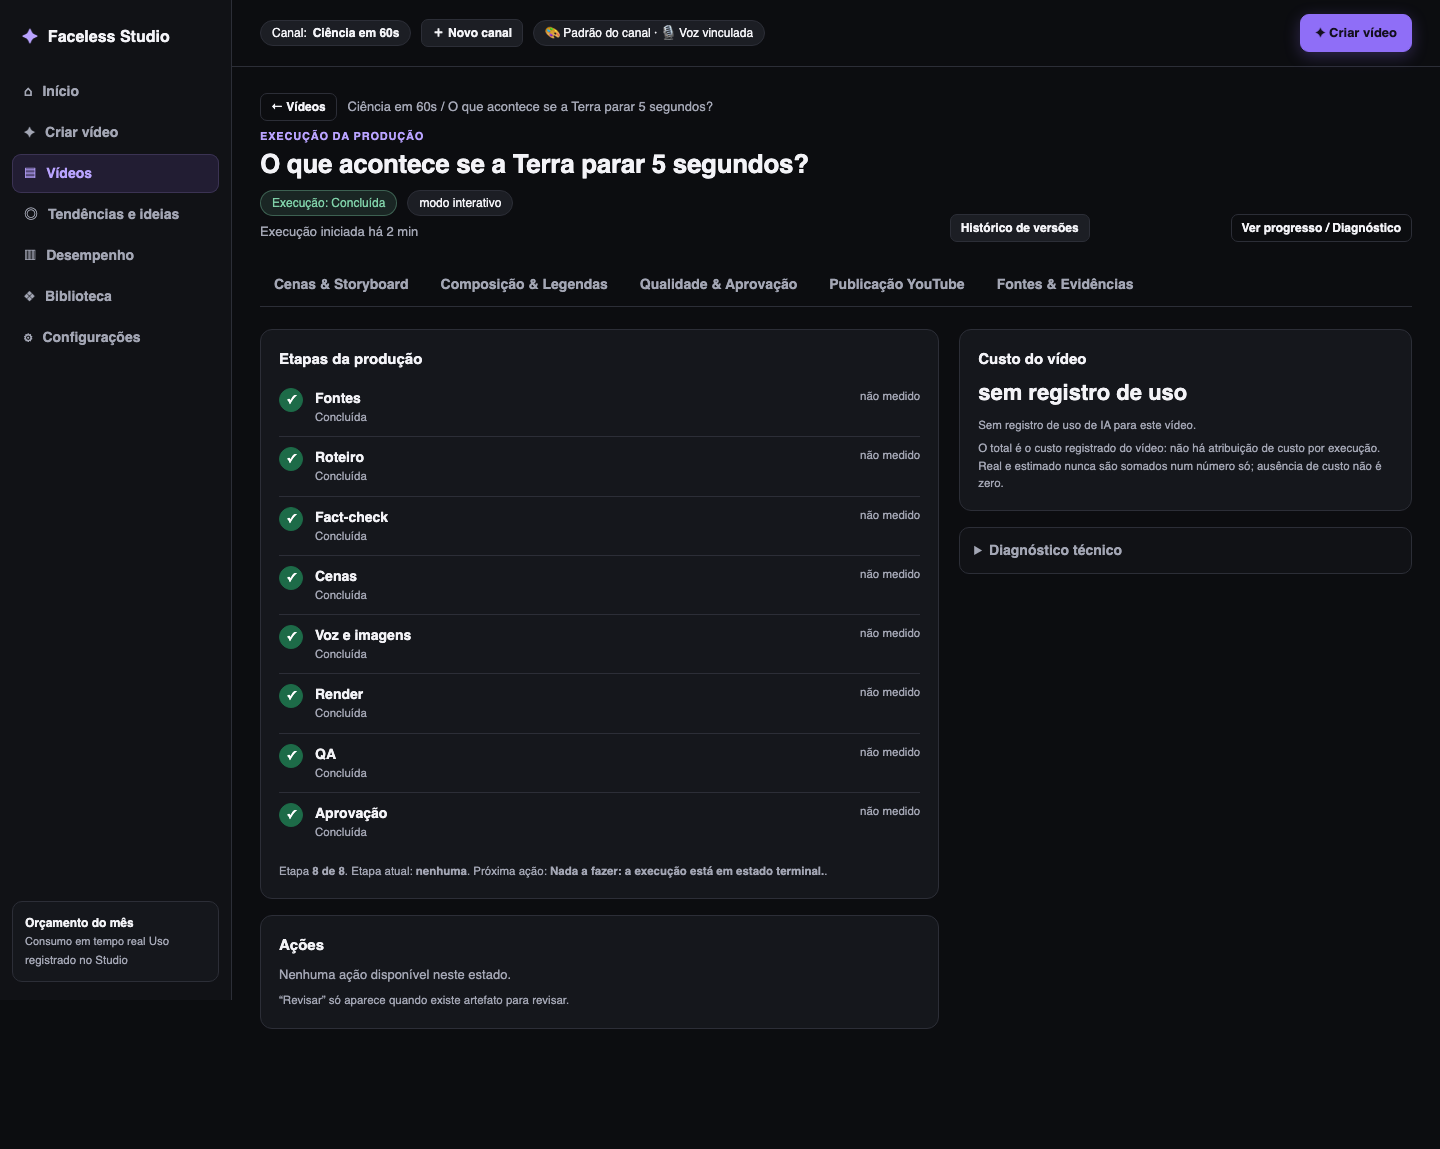 Faceless Studio
Início
Criar vídeo
Vídeos
Tendências e ideias
Desempenho
Biblioteca
Configurações
Orçamento do mês
Consumo em tempo real Uso
registrado no Studio
Canal: Ciência em 60s
+ Novo canal
Padrão do canal · Voz vinculada
Criar vídeo
← Vídeos
Ciência em 60s / O que acontece se a Terra parar 5 segundos?
EXECUÇÃO DA PRODUÇÃO
O que acontece se a Terra parar 5 segundos?
Execução: Concluída
modo interativo
Execução iniciada há 2 min
Histórico de versões
Ver progresso / Diagnóstico
Cenas & Storyboard
Composição & Legendas
Qualidade & Aprovação
Publicação YouTube
Fontes & Evidências
Etapas da produção
Fontes
não medido
Concluída
Roteiro
não medido
Concluída
Fact-check
não medido
Concluída
Cenas
não medido
Concluída
Voz e imagens
não medido
Concluída
Render
não medido
Concluída
QA
não medido
Concluída
Aprovação
não medido
Concluída
Etapa 8 de 8. Etapa atual: nenhuma. Próxima ação: Nada a fazer: a execução está em estado terminal..
Ações
Nenhuma ação disponível neste estado.
“Revisar” só aparece quando existe artefato para revisar.
Custo do vídeo
sem registro de uso
Sem registro de uso de IA para este vídeo.
O total é o custo registrado do vídeo: não há atribuição de custo por execução.
Real e estimado nunca são somados num número só; ausência de custo não é
zero.
Diagnóstico técnico